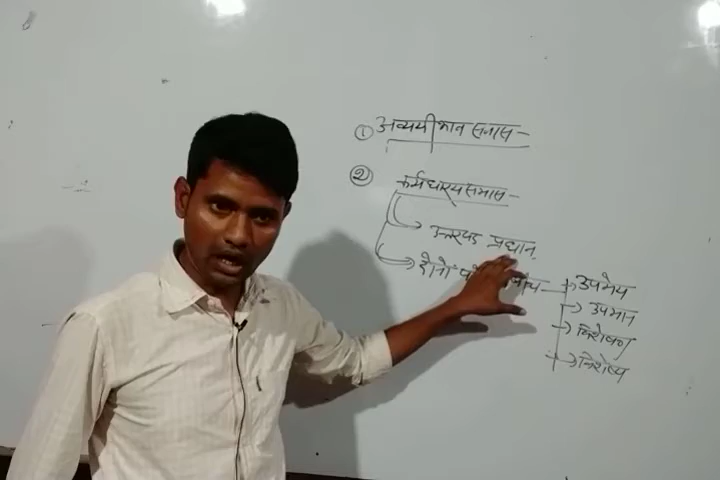 ① अव्ययीभाव समास –
② कर्मधारय समास –
उत्तरपद प्रधान
दोनों
उपमेय
उपमान
विशेषण
विशेष्य